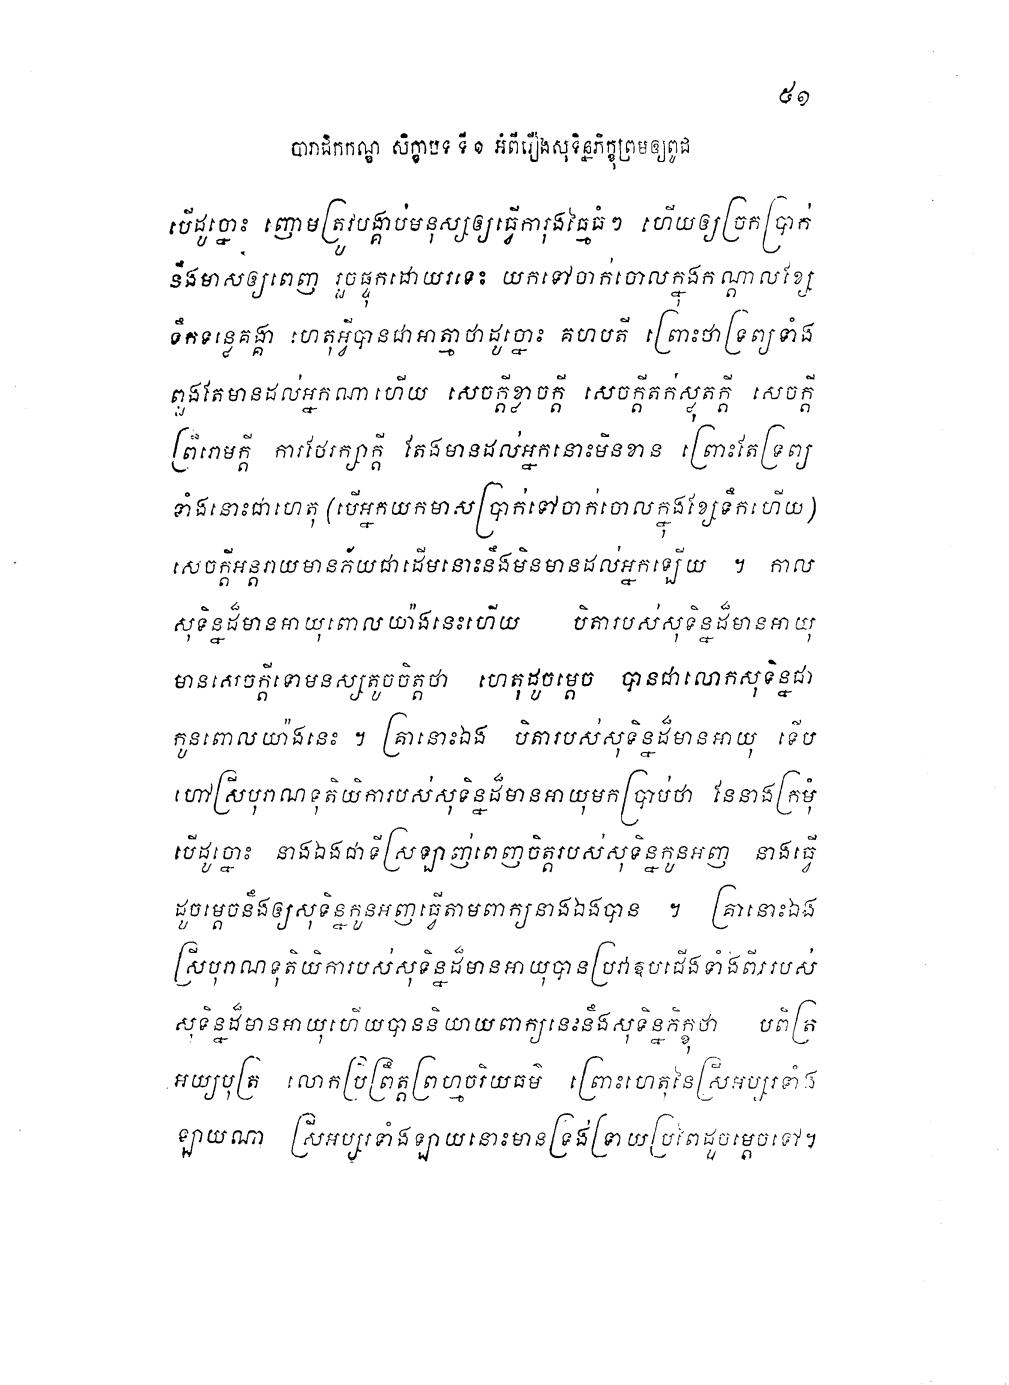 ៥១
បារាជិកកណ្ឌ សិក្ខាបទ ទី ១ អំពីរឿងសុទិន្នភិក្ខុព្រមឲ្យពូជ
បើដូច្នោះ ញោមត្រូវបង្គាប់មនុស្សឲ្យធ្វើការុងធ្មៃធំៗ ហើយឲ្យច្រកប្រាក់
នឹងមាសឲ្យពេញ រួចផ្ទុកដោយរទេះ យកទៅចាក់ចោលក្នុងកណ្តាលខ្សែ
ទឹកទន្លេគង្គា ហេតុអ្វីបានជាអាត្មាថាដូច្នោះ គហបតី ព្រោះថាទ្រព្យទាំង
ពួងតែមានដល់អ្នកណាហើយ សេចក្តីខ្លាចក្តី សេចក្តីតក់ស្លុតក្តី សេចក្តី
ព្រឺរោមក្តី ការថែរក្សាក្តី តែងមានដល់អ្នកនោះមិនខាន ព្រោះតែទ្រព្យ
ទាំងនោះជាហេតុ (បើអ្នកយកមាសប្រាក់ទៅចាក់ចោលក្នុងខ្សែទឹកហើយ)
សេចក្តីអន្តរាយមានភ័យជាដើមនោះនឹងមិនមានដល់អ្នកឡើយ ។ កាល
សុទិន្នដ៏មានអាយុពោលយ៉ាងនេះហើយ បិតារបស់សុទិន្នដ៏មានអាយុ
មានសេចក្តីទោមនស្សតូចចិត្តថា ហេតុដូចម្តេច បានជាលោកសុទិន្នជា
កូនពោលយ៉ាងនេះ ។ គ្រានោះឯង បិតារបស់សុទិន្នដ៏មានអាយុ ទើប
ហៅស្រីបុរាណទុតិយិការបស់សុទិន្នដ៏មានអាយុមកប្រាប់ថា នែនាងក្រមុំ
បើដូច្នោះ នាងឯងជាទីស្រឡាញ់ពេញចិត្តរបស់សុទិន្នកូនអញ នាងធ្វើ
ដូចម្តេចនឹងឲ្យសុទិន្នកូនអញធ្វើតាមពាក្យនាងឯងបាន ។ គ្រានោះឯង
ស្រីបុរាណទុតិយិការបស់សុទិន្នដ៏មានអាយុបានប្រវាឱបជើងទាំងពីររបស់
សុទិន្នដ៏មានអាយុហើយបាននិយាយពាក្យនេះនឹងសុទិន្នភិក្ខុថា បពិត្រ
អយ្យបុត្រ លោកប្រព្រឹត្តព្រហ្មចរិយធម៌ ព្រោះហេតុនៃស្រីអប្សរទាំង
ឡាយណា ស្រីអប្សរទាំងឡាយនោះមានទ្រង់ទ្រាយប្រពៃដូចម្តេចទៅ។